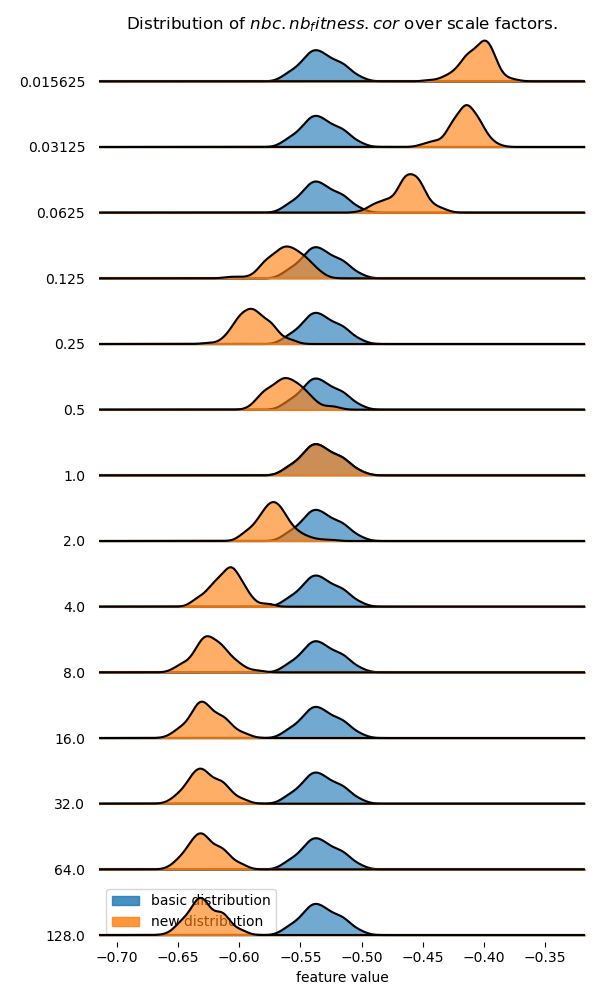 Distribution of nbc.nb_fitness.cor over scale factors.
0.015625
0.03125
0.0625
0.125
0.25
0.5
1.0
2.0
4.0
8.0
16.0
32.0
64.0
basic distribution
new distribution
128.0
−0.70 −0.65 −0.60 −0.55 −0.50 −0.45 −0.40 −0.35
feature value